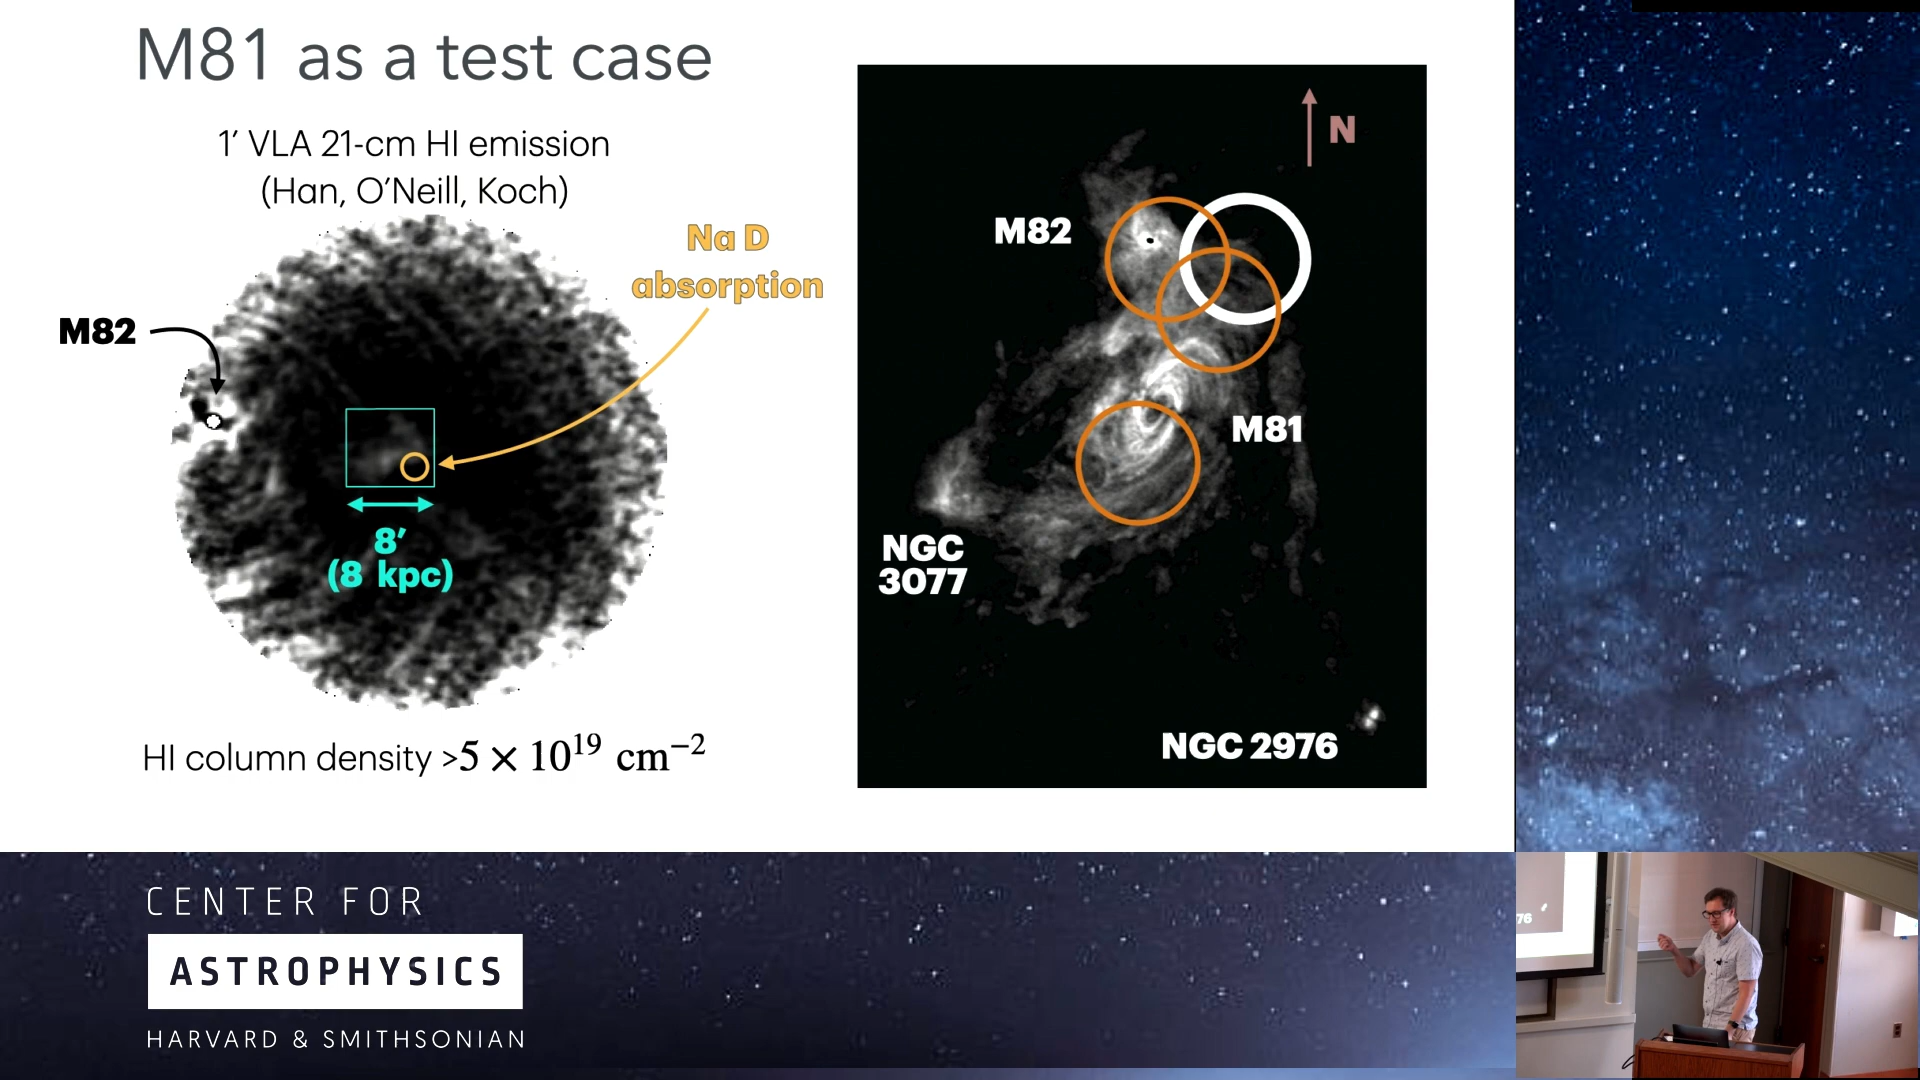 M81 as a test case
1′ VLA 21-cm HI emission
(Han, O’Neill, Koch)
Na D
absorption
M82
8′
(8 kpc)
HI column density >5 × 10¹⁹ cm⁻²
N
M82
M81
NGC
3077
NGC 2976
CENTER FOR
ASTROPHYSICS
HARVARD & SMITHSONIAN
76